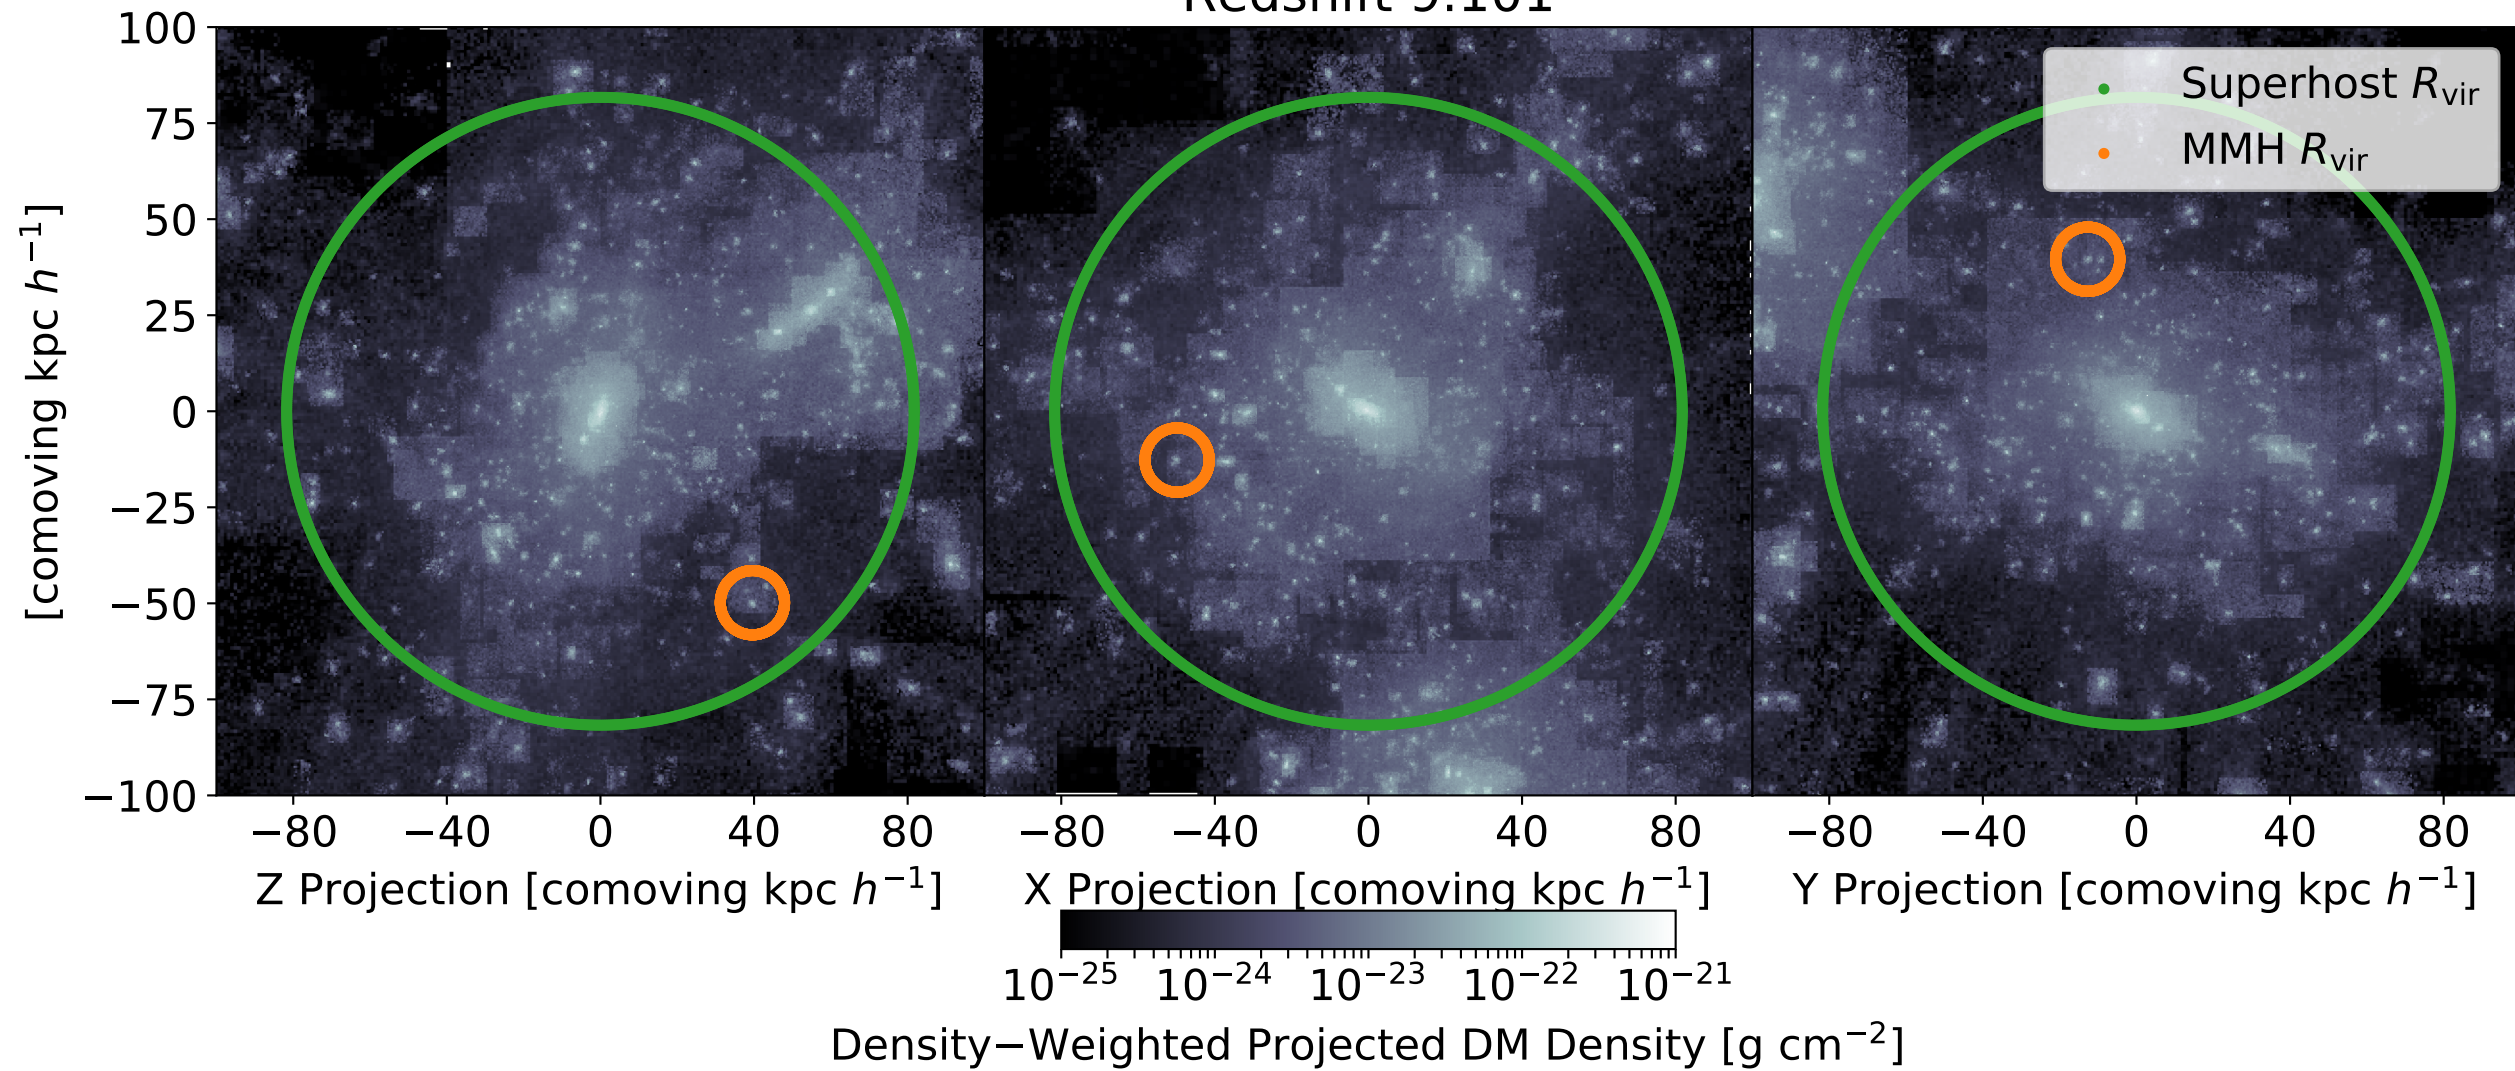 Redshift 9.161
100
75
50
25
0
−25
−50
−75
−100
[comoving kpc h⁻¹]
Superhost R_vir
MMH R_vir
−80 −40 0 40 80 −80 −40 0 40 80 −80 −40 0 40 80
Z Projection [comoving kpc h⁻¹] X Projection [comoving kpc h⁻¹] Y Projection [comoving kpc h⁻¹]
10⁻²⁵ 10⁻²⁴ 10⁻²³ 10⁻²² 10⁻²¹
Density−Weighted Projected DM Density [g cm⁻²]